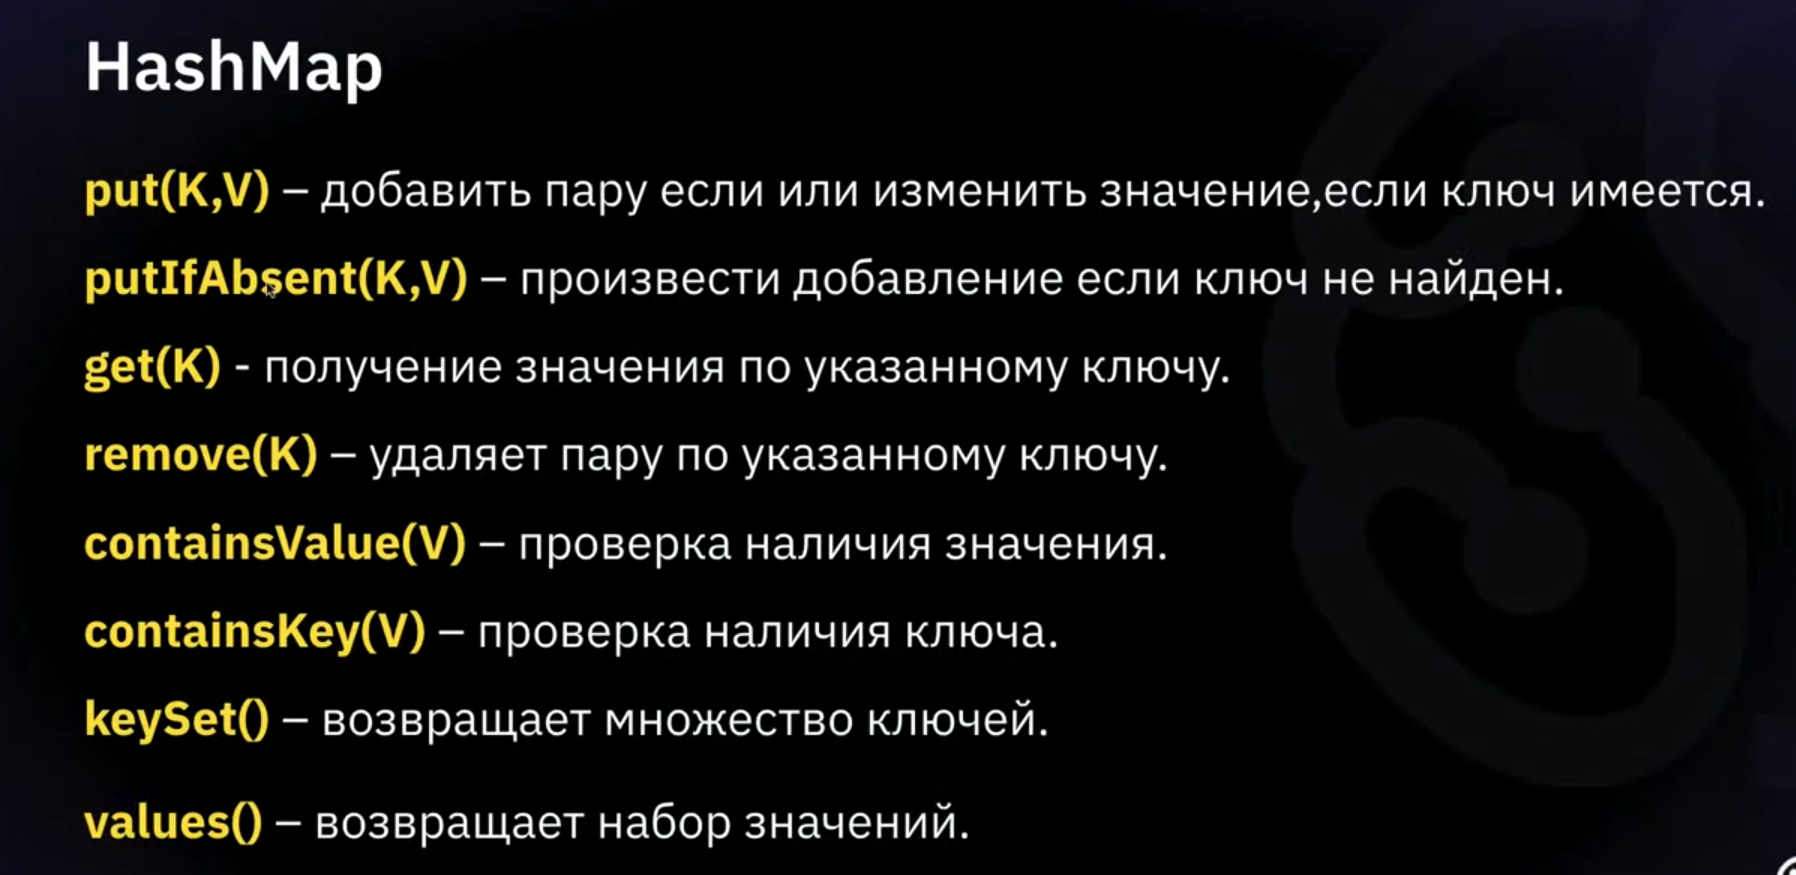 HashMap
put(K,V) – добавить пару если или изменить значение,если ключ имеется.
putIfAbsent(K,V) – произвести добавление если ключ не найден.
get(K) - получение значения по указанному ключу.
remove(K) – удаляет пару по указанному ключу.
containsValue(V) – проверка наличия значения.
containsKey(V) – проверка наличия ключа.
keySet() – возвращает множество ключей.
values() – возвращает набор значений.